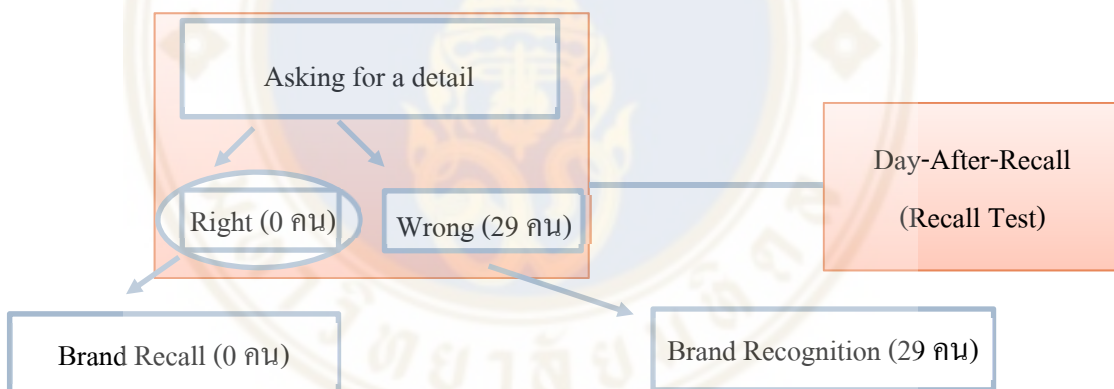 Asking for a detail
Day-After-Recall
(Recall Test)
Right (0 คน)
Wrong (29 คน)
Brand Recall (0 คน)
Brand Recognition (29 คน)